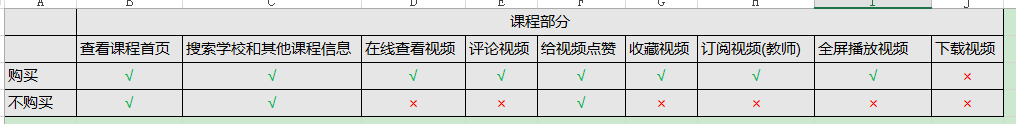 A B C D E F G H I J
课程部分
查看课程首页 搜索学校和其他课程信息 在线查看视频 评论视频 给视频点赞 收藏视频 订阅视频(教师) 全屏播放视频 下载视频
购买 √ √ √ √ √ √ √ √ ×
不购买 √ √ × × √ × × × ×